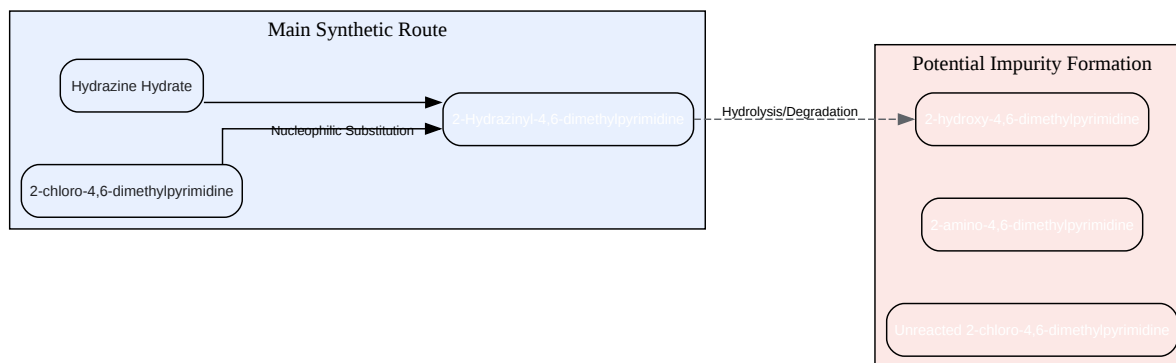 Main Synthetic Route
Hydrazine Hydrate
2-chloro-4,6-dimethylpyrimidine
Nucleophilic Substitution
2-Hydrazinyl-4,6-dimethylpyrimidine
Hydrolysis/Degradation
Potential Impurity Formation
2-hydroxy-4,6-dimethylpyrimidine
2-amino-4,6-dimethylpyrimidine
Unreacted 2-chloro-4,6-dimethylpyrimidine